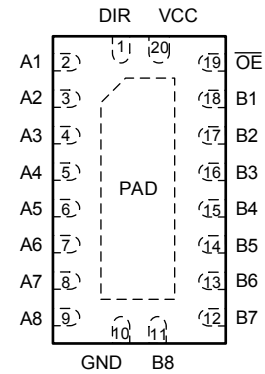 DIR VCC
1 20
A1 2 19 O̅E̅
A2 3 18 B1
A3 4 17 B2
A4 5 16 B3
A5 6 15 B4
A6 7 14 B5
A7 8 13 B6
A8 9 12 B7
PAD
10 11
GND B8